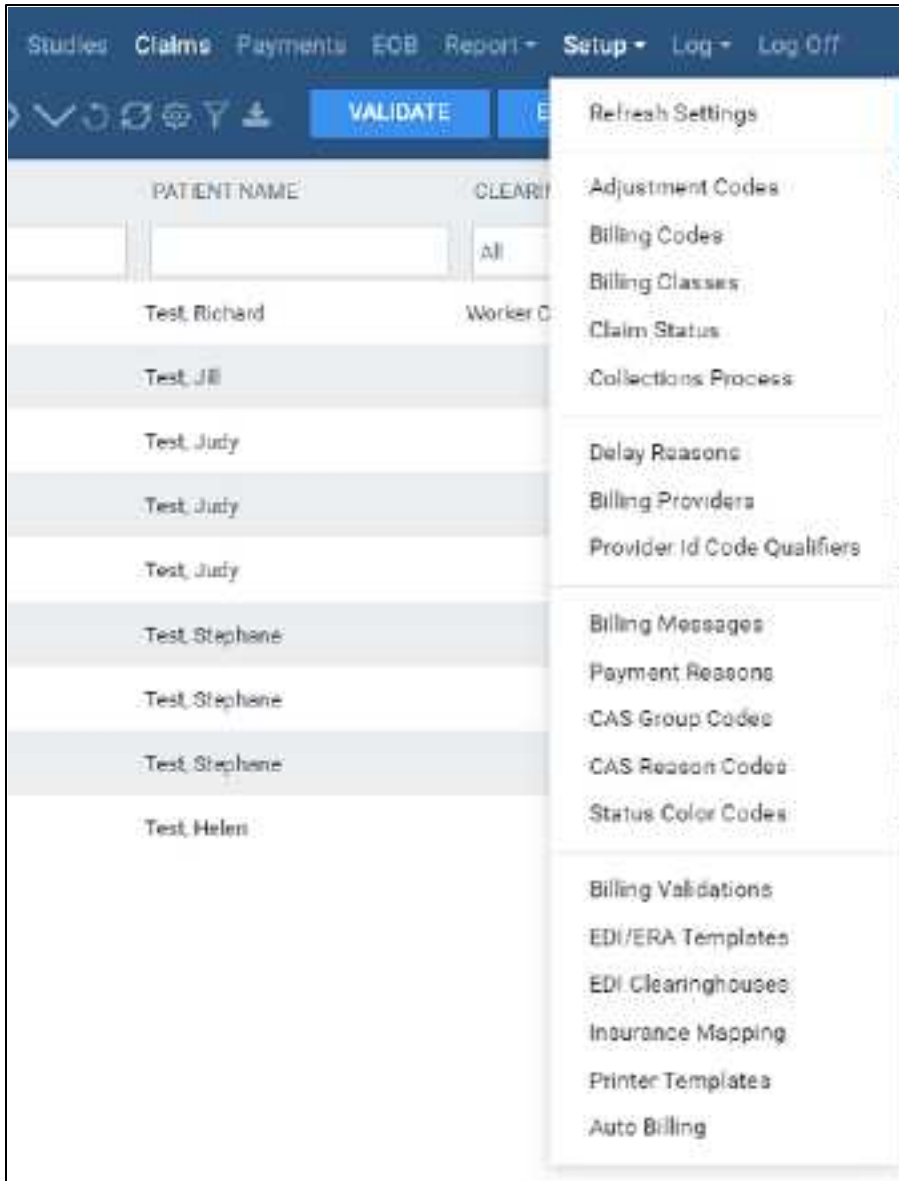 Studies Claims Payments EOB Report Setup Log Log Off
VALIDATE E Refresh Settings
PATIENT NAME CLEARIN
All
Adjustment Codes
Billing Codes
Billing Classes
Test, Richard Worker C
Claim Status
Test, Jill
Collections Process
Test, Judy
Delay Reasons
Test, Judy
Billing Providers
Provider Id Code Qualifiers
Test, Judy
Test, Stephane
Billing Messages
Payment Reasons
Test, Stephane
CAS Group Codes
Test, Stephane
CAS Reason Codes
Status Color Codes
Test, Helen
Billing Validations
EDI/ERA Templates
EDI Clearinghouses
Insurance Mapping
Printer Templates
Auto Billing